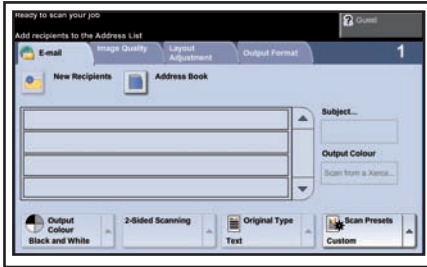 Ready to scan your job
Guest
Add recipients to the Address List
E-mail
Image Quality
Layout
Adjustment
Output Format
1
New Recipients
Address Book
Subject...
Output Colour
Scan from a Xerox...
Output
Colour
Black and White
2-Sided Scanning
Original Type
Text
Scan Presets
Custom